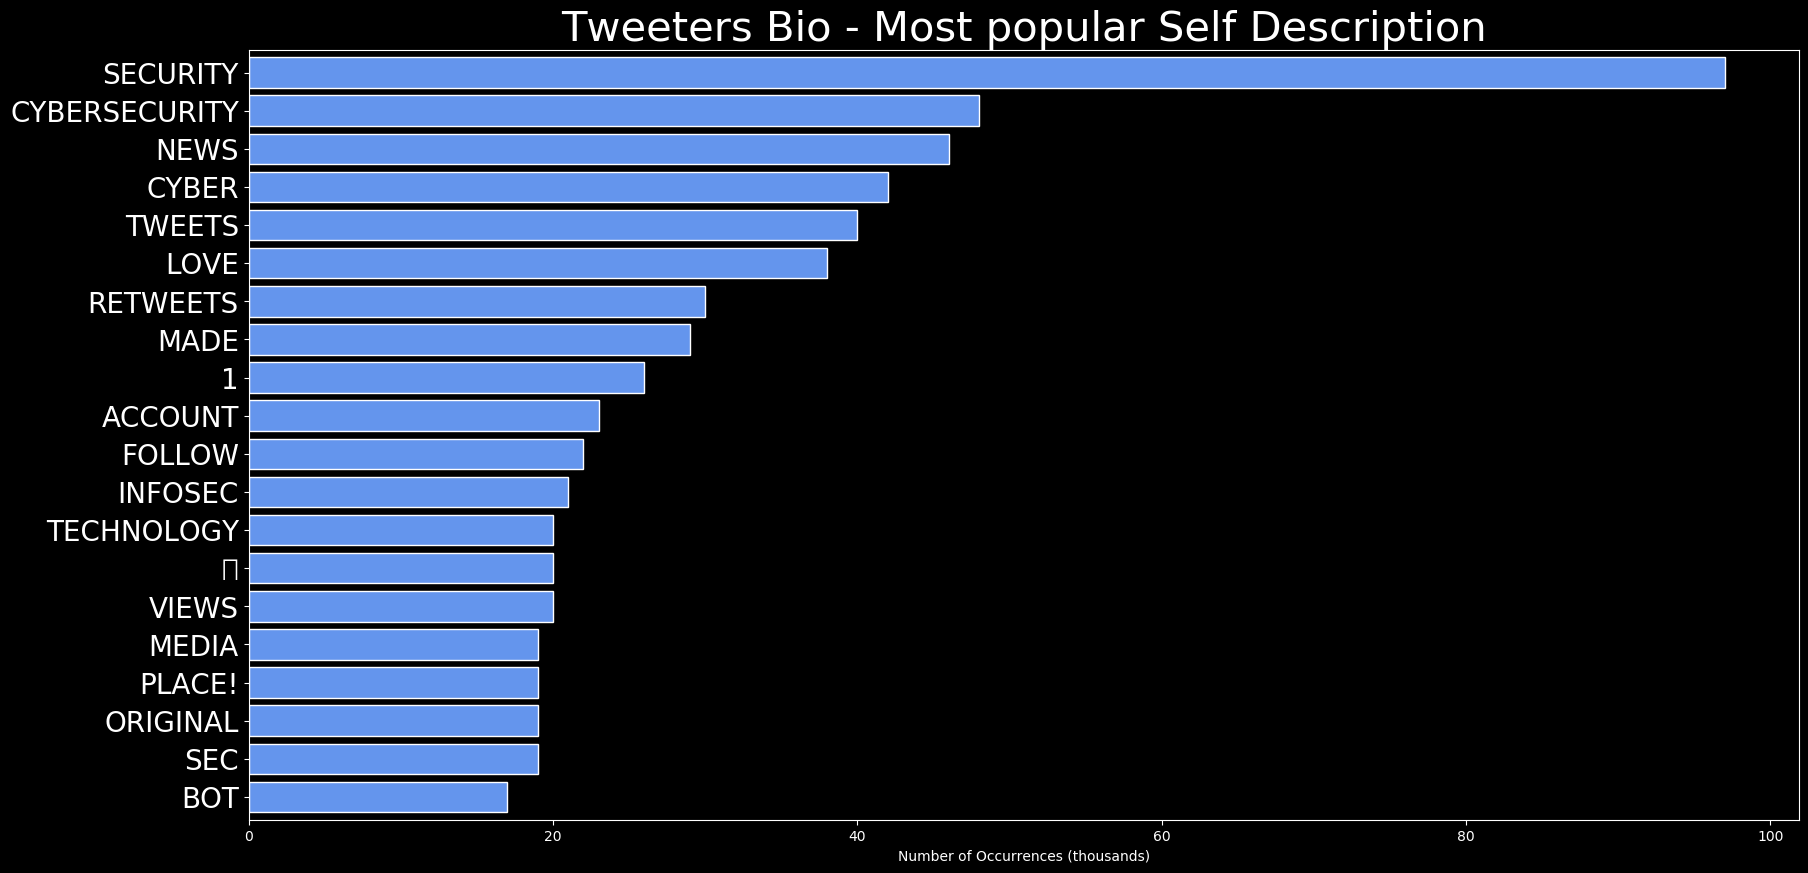 Tweeters Bio - Most popular Self Description
SECURITY
CYBERSECURITY
NEWS
CYBER
TWEETS
LOVE
RETWEETS
MADE
1
ACCOUNT
FOLLOW
INFOSEC
TECHNOLOGY
VIEWS
MEDIA
PLACE!
ORIGINAL
SEC
BOT
0 20 40 60 80 100
Number of Occurrences (thousands)